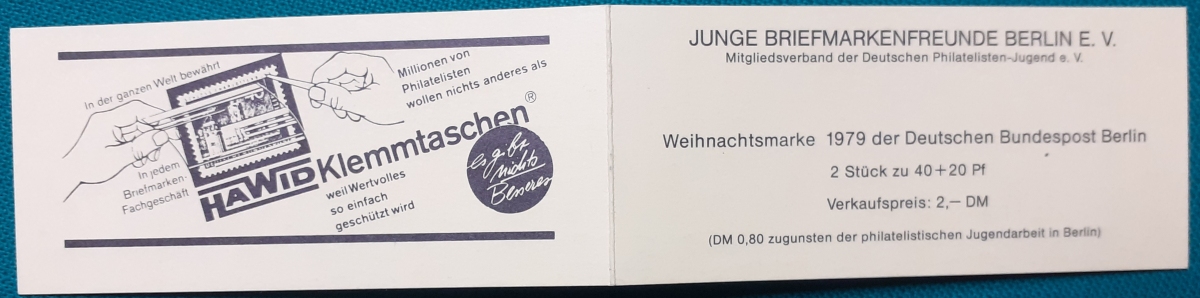 In der ganzen Welt bewährt
Millionen von
Philatelisten
wollen nichts anderes als
In jedem
Briefmarken-
Fachgeschäft
HAWID Klemmtaschen®
weil Wertvolles
so einfach
geschützt wird
es gibt
nichts
Besseres
JUNGE BRIEFMARKENFREUNDE BERLIN E. V.
Mitgliedsverband der Deutschen Philatelisten-Jugend e. V.
Weihnachtsmarke 1979 der Deutschen Bundespost Berlin
2 Stück zu 40+20 Pf
Verkaufspreis: 2,— DM
(DM 0,80 zugunsten der philatelistischen Jugendarbeit in Berlin)